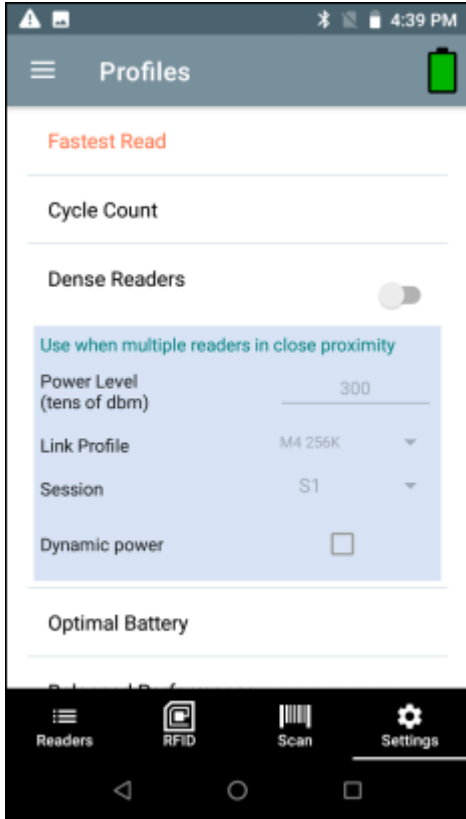 4:39 PM
Profiles
Fastest Read
Cycle Count
Dense Readers
Use when multiple readers in close proximity
Power Level
(tens of dbm)
300
Link Profile
M4 256K
Session
S1
Dynamic power
Optimal Battery
Readers
RFID
Scan
Settings